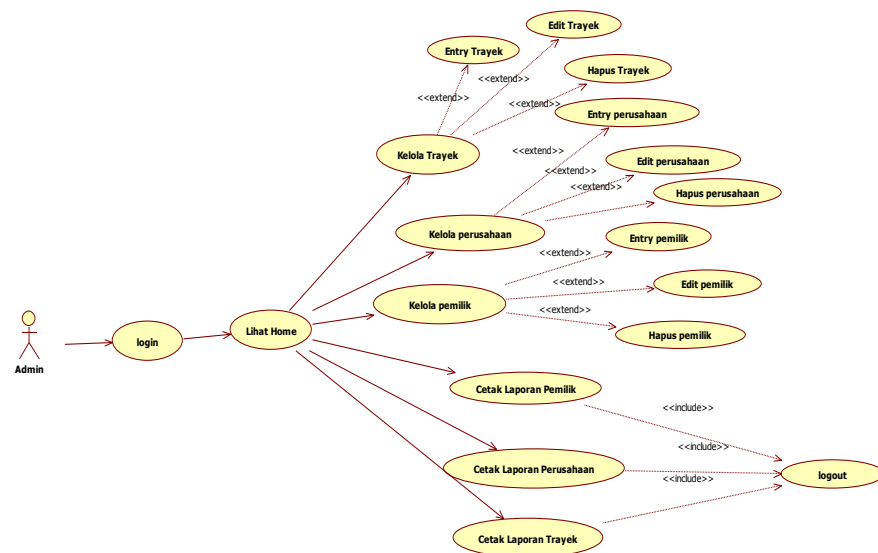 Edit Trayek
Entry Trayek
Hapus Trayek
<<extend>>
<<extend>>
<<extend>>
Entry perusahaan
Kelola Trayek
<<extend>>
Edit perusahaan
<<extend>>
Hapus perusahaan
Kelola perusahaan
Entry pemilik
<<extend>>
Edit pemilik
<<extend>>
Kelola pemilik
<<extend>>
Hapus pemilik
Lihat Home
login
Admin
Cetak Laporan Pemilik
<<include>>
<<include>>
Cetak Laporan Perusahaan
logout
<<include>>
Cetak Laporan Trayek